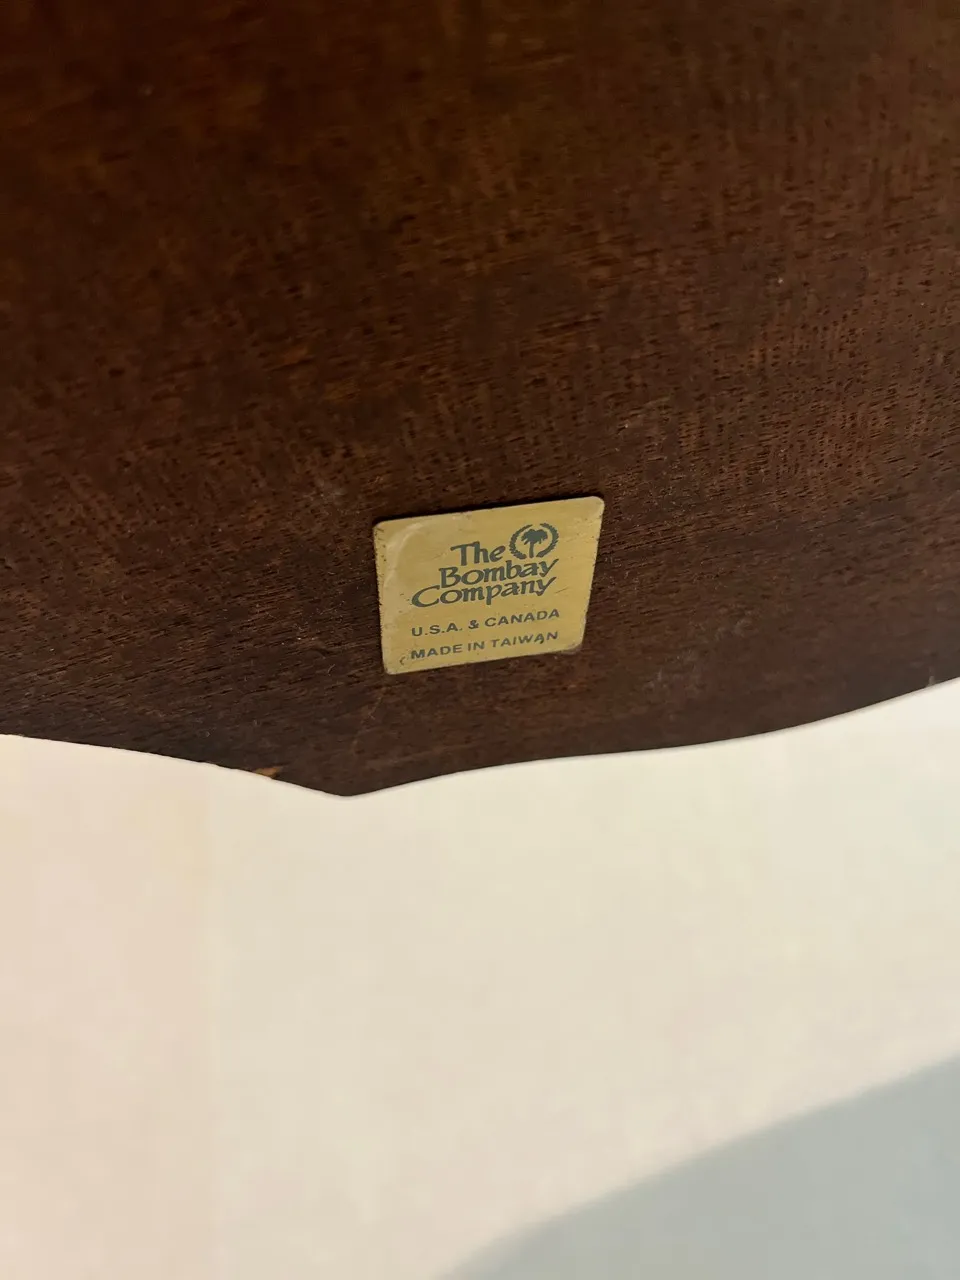 The
Bombay
Company
U.S.A. & CANADA
MADE IN TAIWAN